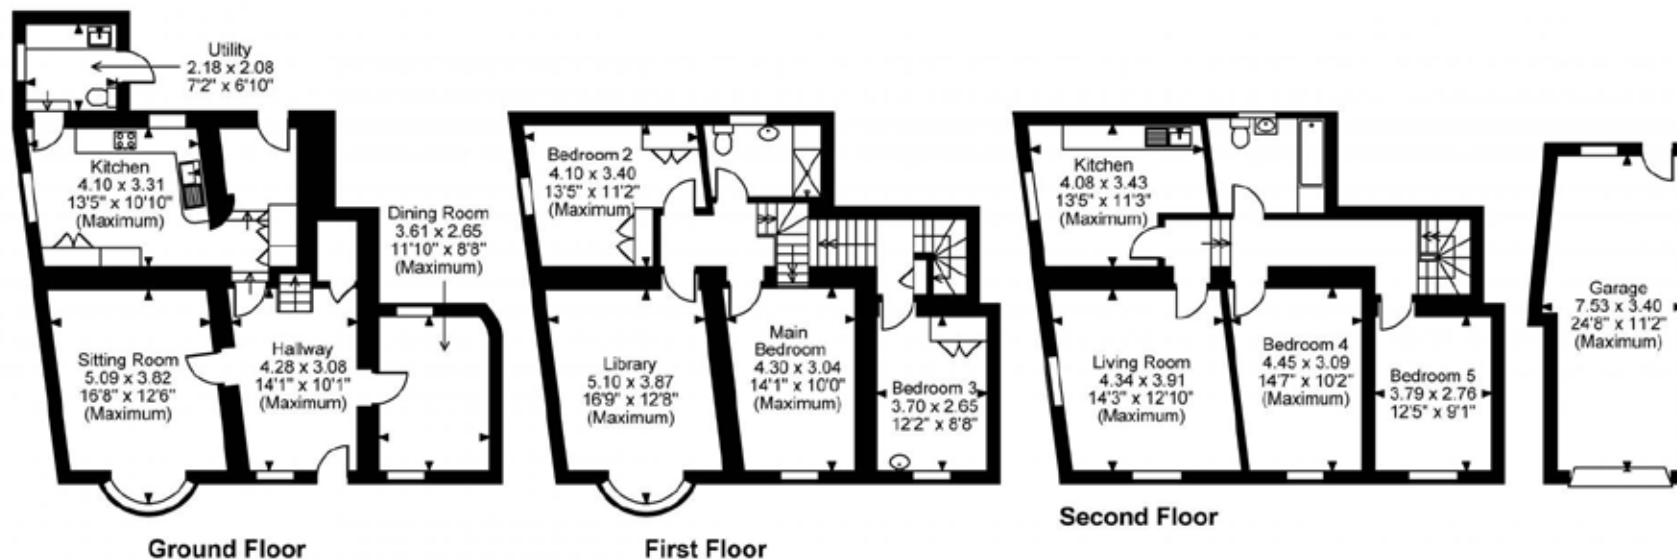 Utility
2.18 x 2.08
7'2" x 6'10"
Kitchen
4.10 x 3.31
13'5" x 10'10"
(Maximum)
Dining Room
3.61 x 2.65
11'10" x 8'8"
(Maximum)
Sitting Room
5.09 x 3.82
16'8" x 12'6"
(Maximum)
Hallway
4.28 x 3.08
14'1" x 10'1"
(Maximum)
Ground Floor
Bedroom 2
4.10 x 3.40
13'5" x 11'2"
(Maximum)
Library
5.10 x 3.87
16'9" x 12'8"
(Maximum)
Main
Bedroom
4.30 x 3.04
14'1" x 10'0"
(Maximum)
Bedroom 3
3.70 x 2.65
12'2" x 8'8"
First Floor
Kitchen
4.08 x 3.43
13'5" x 11'3"
(Maximum)
Living Room
4.34 x 3.91
14'3" x 12'10"
(Maximum)
Bedroom 4
4.45 x 3.09
14'7" x 10'2"
(Maximum)
Bedroom 5
3.79 x 2.76
12'5" x 9'1"
Second Floor
Garage
7.53 x 3.40
24'8" x 11'2"
(Maximum)